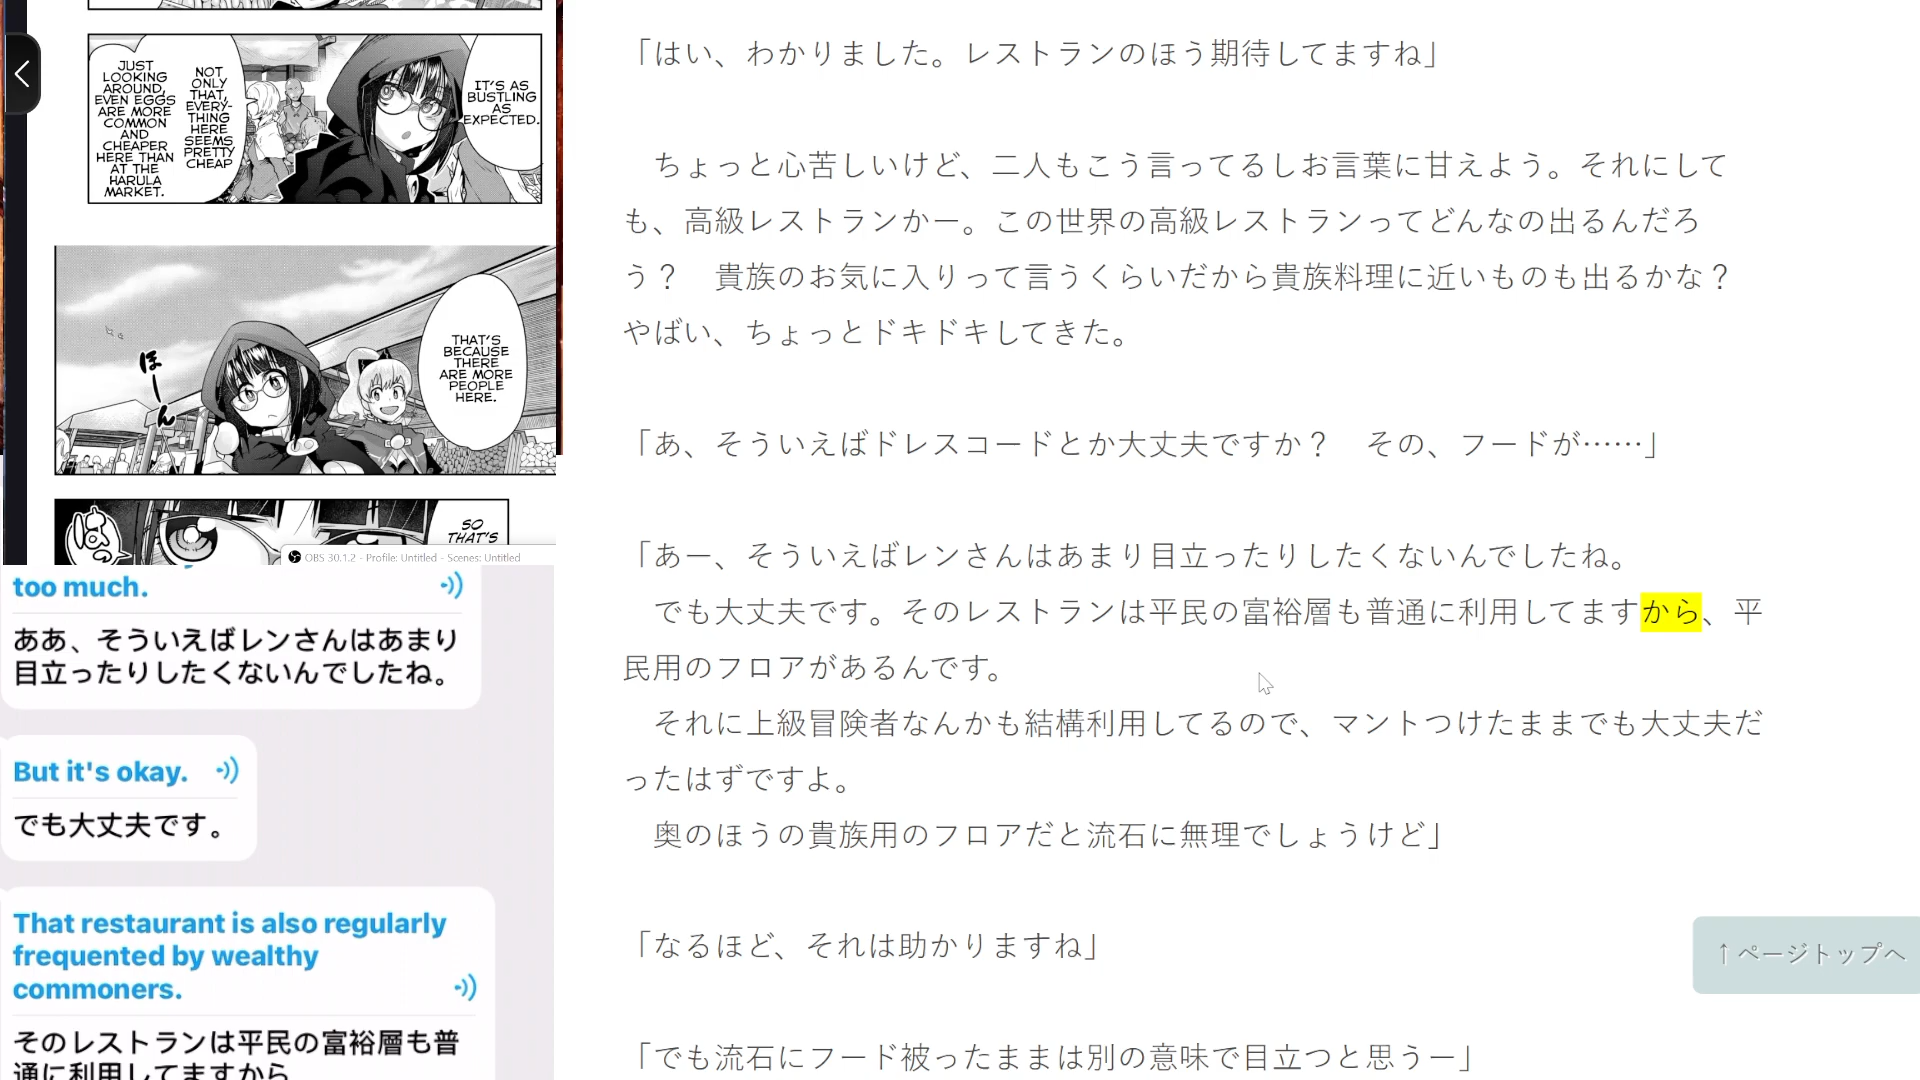 IT'S AS
BUSTLING
AS
EXPECTED.
NOT
ONLY
THAT,
EVERY-
THING
HERE
SEEMS
PRETTY
CHEAP
JUST
LOOKING
AROUND,
EVEN EGGS
ARE MORE
COMMON
AND
CHEAPER
HERE THAN
AT THE
HARULA
MARKET.
THAT'S
BECAUSE
THERE
ARE MORE
PEOPLE
HERE.
ほーん
SO
THAT'S
はっ
OBS 30.1.2 - Profile: Untitled - Scenes: Untitled
too much.
ああ、そういえばレンさんはあまり
目立ったりしたくないんでしたね。
But it's okay.
でも大丈夫です。
That restaurant is also regularly
frequented by wealthy
commoners.
そのレストランは平民の富裕層も普
通に利用してますから
「はい、わかりました。レストランのほう期待してますね」
ちょっと心苦しいけど、二人もこう言ってるしお言葉に甘えよう。それにして
も、高級レストランかー。この世界の高級レストランってどんなの出るんだろ
う？　貴族のお気に入りって言うくらいだから貴族料理に近いものも出るかな？
やばい、ちょっとドキドキしてきた。
「あ、そういえばドレスコードとか大丈夫ですか？　その、フードが……」
「あー、そういえばレンさんはあまり目立ったりしたくないんでしたね。
でも大丈夫です。そのレストランは平民の富裕層も普通に利用してますから、平
民用のフロアがあるんです。
それに上級冒険者なんかも結構利用してるので、マントつけたままでも大丈夫だ
ったはずですよ。
奥のほうの貴族用のフロアだと流石に無理でしょうけど」
「なるほど、それは助かりますね」
「でも流石にフード被ったままは別の意味で目立つと思うー」
↑ページトップへ